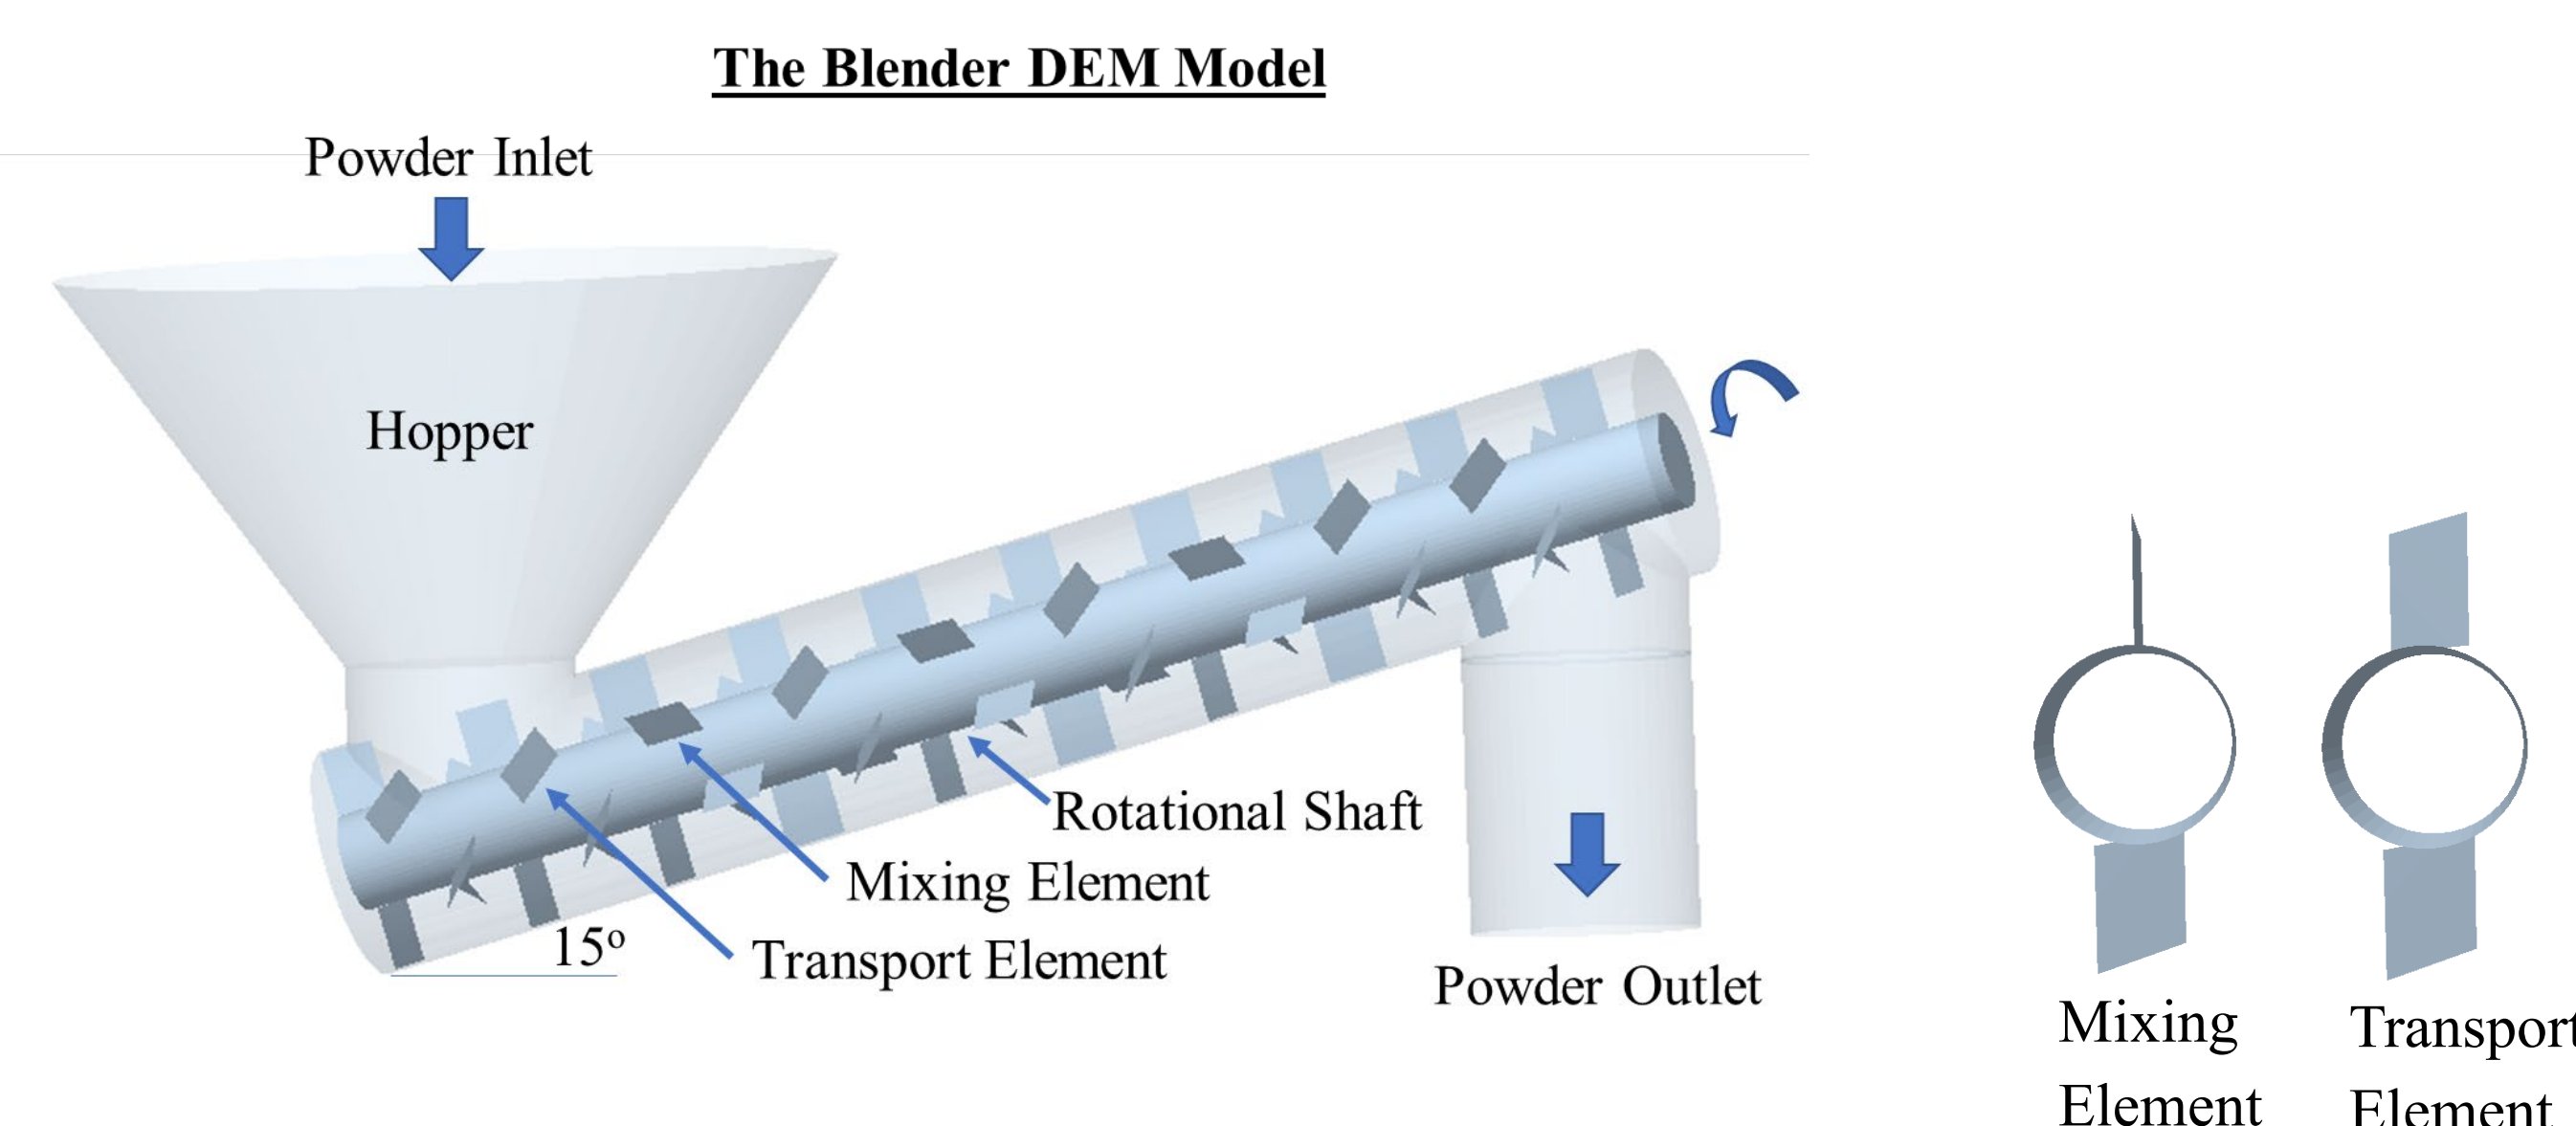 The Blender DEM Model
Powder Inlet
Hopper
Rotational Shaft
Mixing Element
15º
Transport Element
Powder Outlet
Mixing
Element
Transport
Element